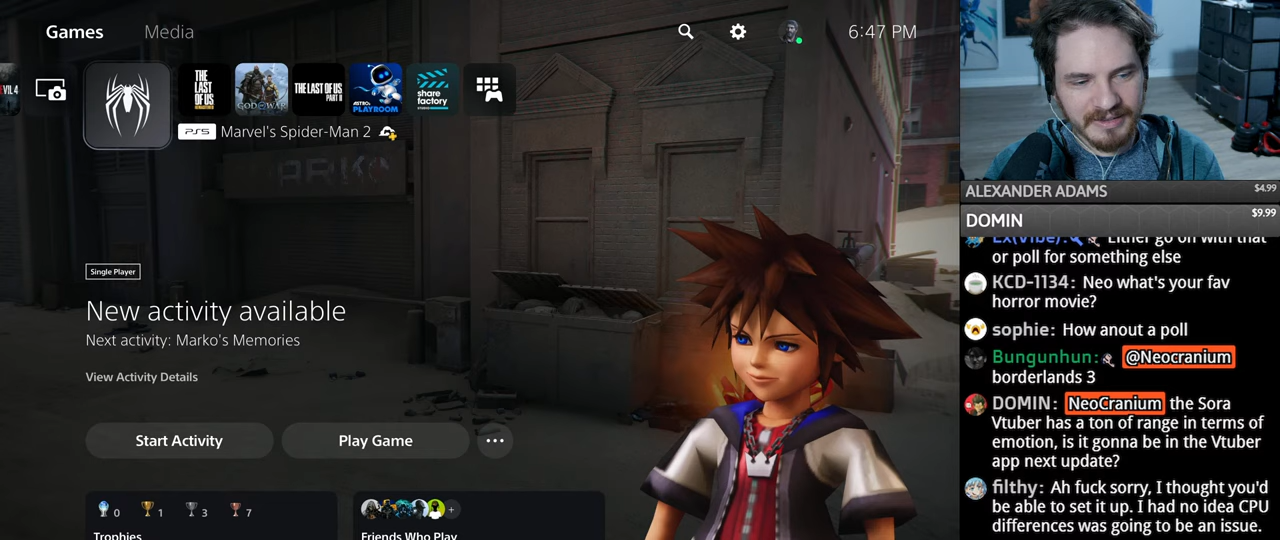 Games Media 6:47 PM
VIL 4
THE LAST OF US
GOD OF WAR
THE LAST OF US PART II
ASTRO'S PLAYROOM
share factory
PS5 Marvel's Spider-Man 2
Single Player
New activity available
Next activity: Marko's Memories
View Activity Details
Start Activity Play Game ...
0 1 3 7
Trophies
+
Friends Who Play
ALEXANDER ADAMS $4.99
DOMIN $9.99
Either go on with that
or poll for something else
KCD-1134: Neo what's your fav
horror movie?
sophie: How anout a poll
Bungunhun: @Neocranium
borderlands 3
DOMIN: NeoCranium the Sora
Vtuber has a ton of range in terms of
emotion, is it gonna be in the Vtuber
app next update?
filthy: Ah fuck sorry, I thought you'd
be able to set it up. I had no idea CPU
differences was going to be an issue.